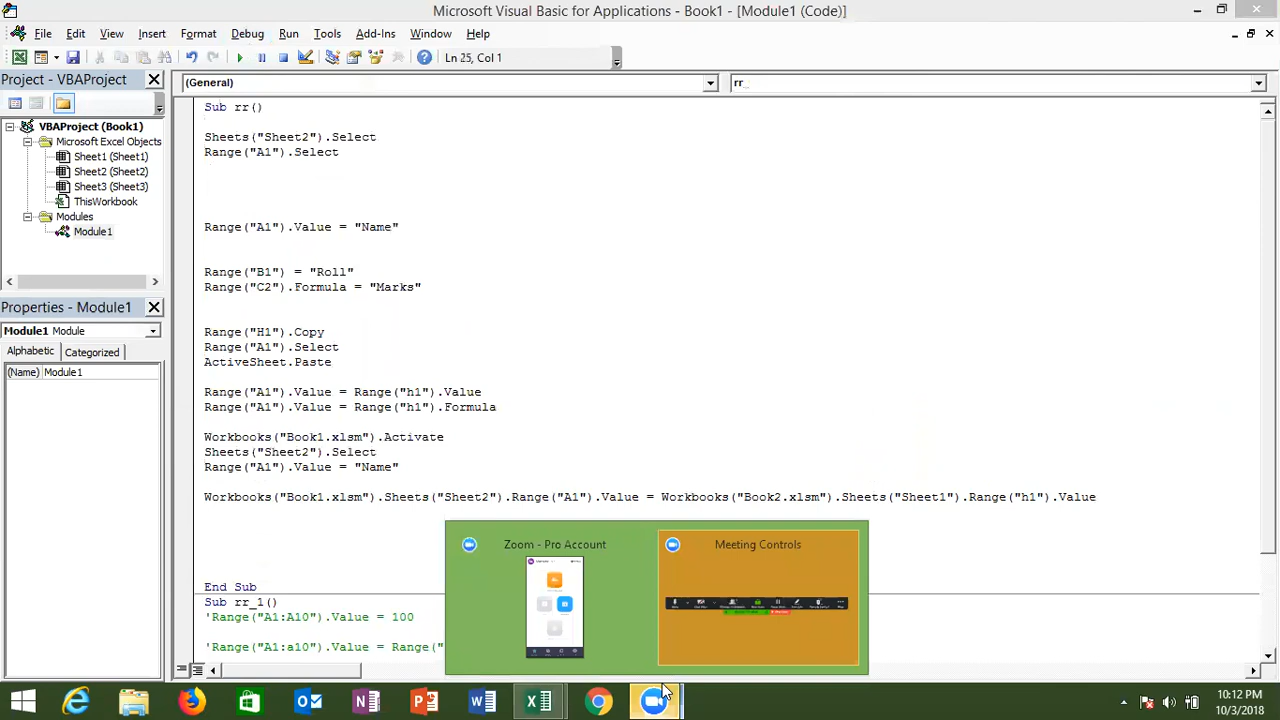 Microsoft Visual Basic for Applications - Book1 - [Module1 (Code)]
File Edit View Insert Format Debug Run Tools Add-Ins Window Help
Ln 25, Col 1
Project - VBAProject
(General)
rr
VBAProject (Book1)
Microsoft Excel Objects
Sheet1 (Sheet1)
Sheet2 (Sheet2)
Sheet3 (Sheet3)
ThisWorkbook
Modules
Module1
Properties - Module1
Module1 Module
Alphabetic Categorized
(Name) Module1
Sub rr()
Sheets("Sheet2").Select
Range("A1").Select
Range("A1").Value = "Name"
Range("B1") = "Roll"
Range("C2").Formula = "Marks"
Range("H1").Copy
Range("A1").Select
ActiveSheet.Paste
Range("A1").Value = Range("h1").Value
Range("A1").Value = Range("h1").Formula
Workbooks("Book1.xlsm").Activate
Sheets("Sheet2").Select
Range("A1").Value = "Name"
Workbooks("Book1.xlsm").Sheets("Sheet2").Range("A1").Value = Workbooks("Book2.xlsm").Sheets("Sheet1").Range("h1").Value
End Sub
Sub rr_1()
'Range("A1:A10").Value = 100
'Range("A1:a10").Value = Range("
Zoom - Pro Account
Meeting Controls
10:12 PM
10/3/2018